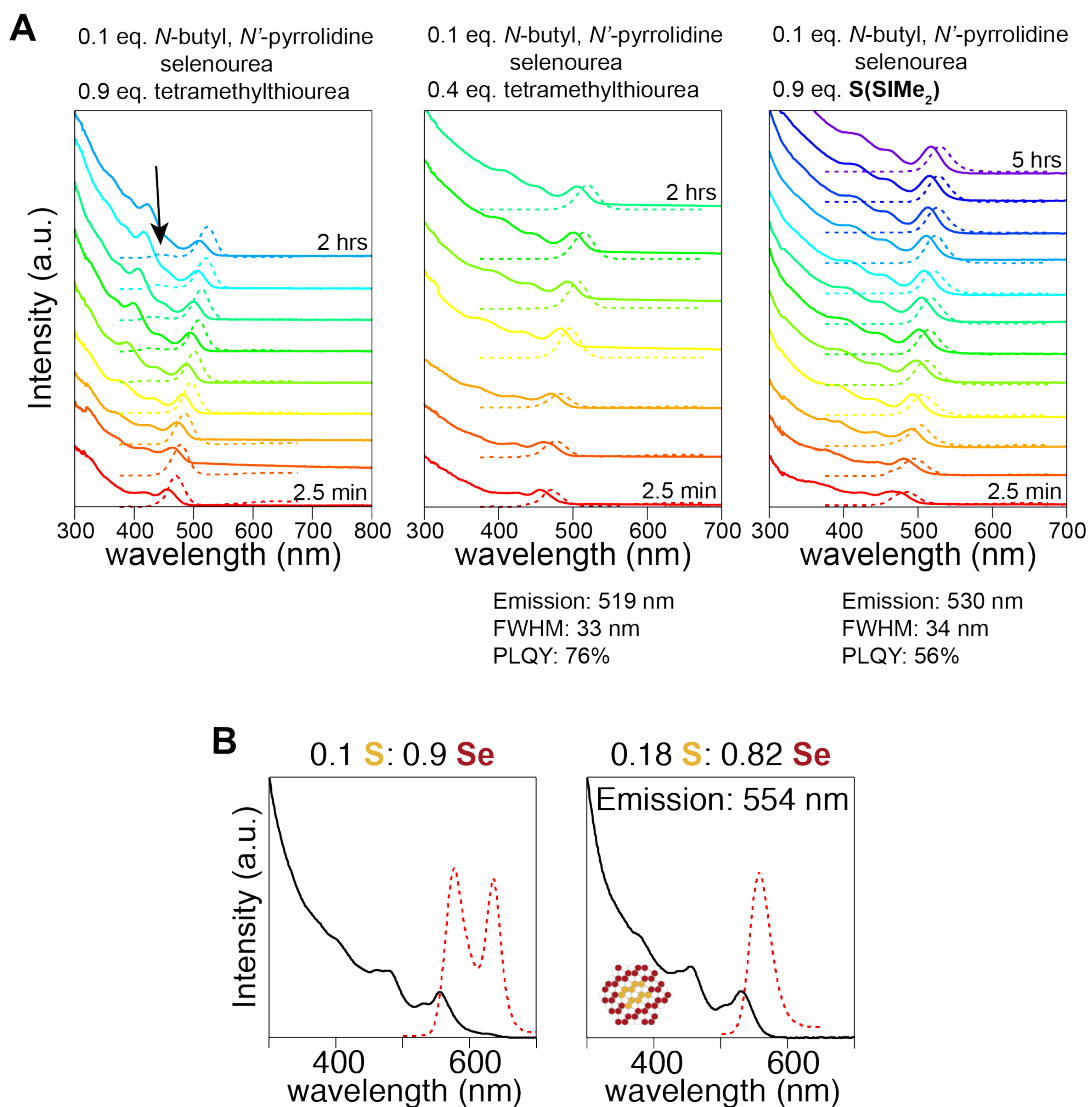 A
0.1 eq. N-butyl, N'-pyrrolidine
selenourea
0.9 eq. tetramethylthiourea
0.1 eq. N-butyl, N'-pyrrolidine
selenourea
0.4 eq. tetramethylthiourea
0.1 eq. N-butyl, N'-pyrrolidine
selenourea
0.9 eq. S(SIMe2)
Intensity (a.u.)
2 hrs
2.5 min
300 400 500 600 700 800
wavelength (nm)
2 hrs
2.5 min
300 400 500 600 700
wavelength (nm)
Emission: 519 nm
FWHM: 33 nm
PLQY: 76%
5 hrs
2.5 min
300 400 500 600 700
wavelength (nm)
Emission: 530 nm
FWHM: 34 nm
PLQY: 56%
B
0.1 S: 0.9 Se
Intensity (a.u.)
400 600
wavelength (nm)
0.18 S: 0.82 Se
Emission: 554 nm
400 600
wavelength (nm)